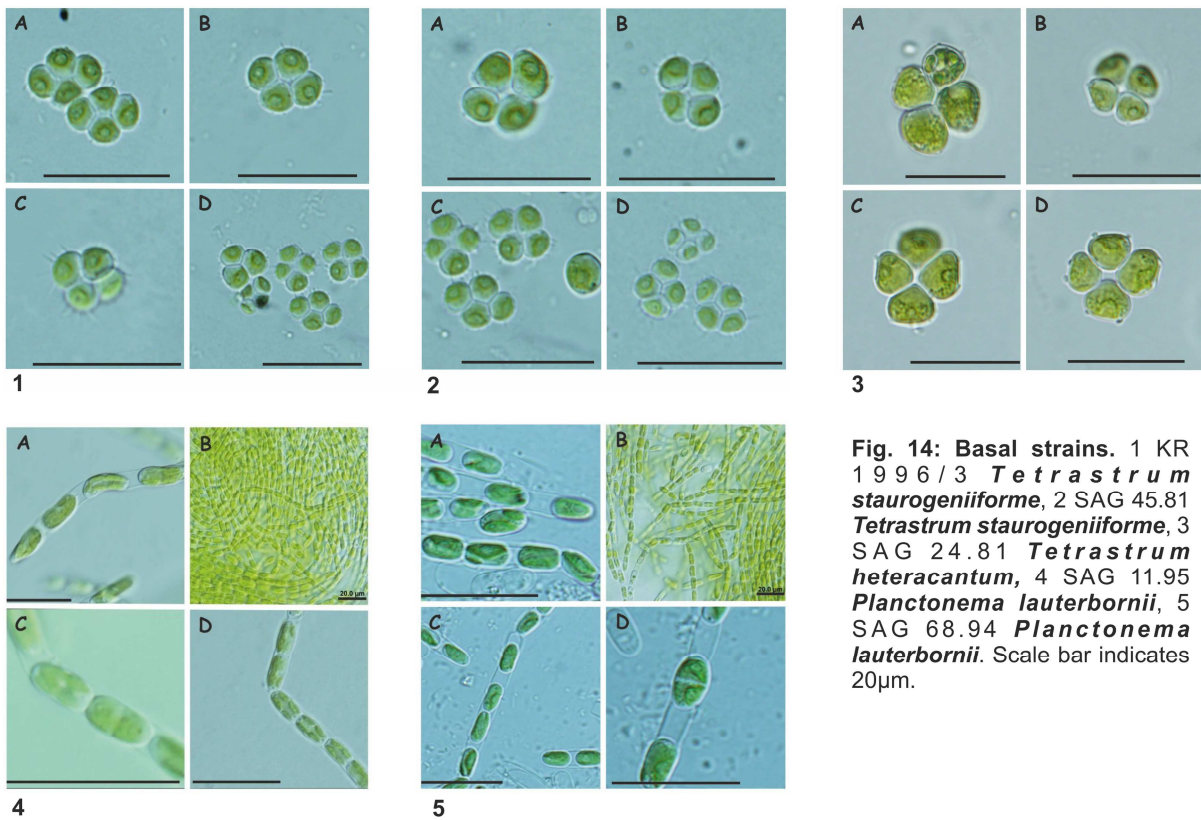 A B
C D
1
A B
C D
2
A B
C D
3
A B
20.0 µm
C D
4
A B
20.0 µm
C D
5
Fig. 14: Basal strains. 1 KR
1996/3 Tetrastrum
staurogeniiforme, 2 SAG 45.81
Tetrastrum staurogeniiforme, 3
SAG 24.81 Tetrastrum
heteracantum, 4 SAG 11.95
Planctonema lauterbornii, 5
SAG 68.94 Planctonema
lauterbornii. Scale bar indicates
20µm.